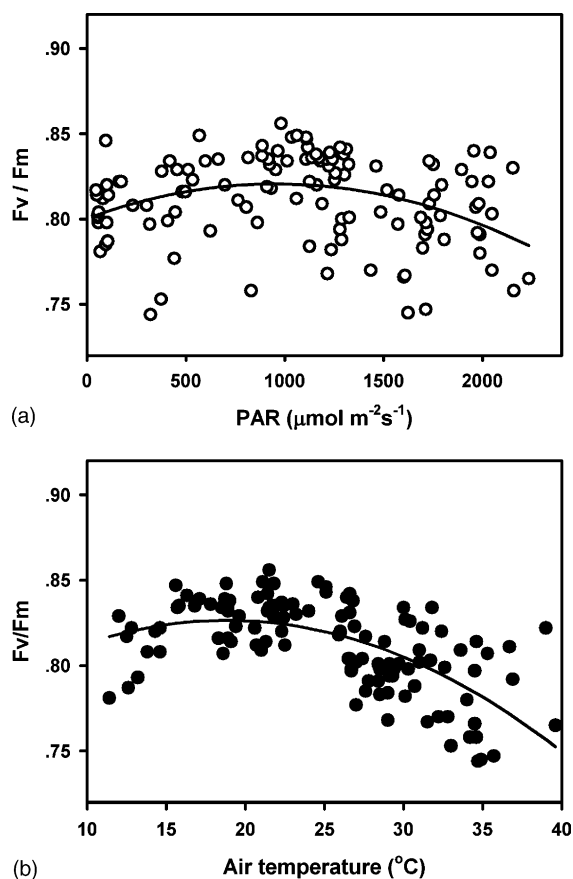 (a)
Fv / Fm
.90
.85
.80
.75
0 500 1000 1500 2000
PAR (μmol m⁻²s⁻¹)
(b)
Fv/Fm
.90
.85
.80
.75
10 15 20 25 30 35 40
Air temperature (°C)